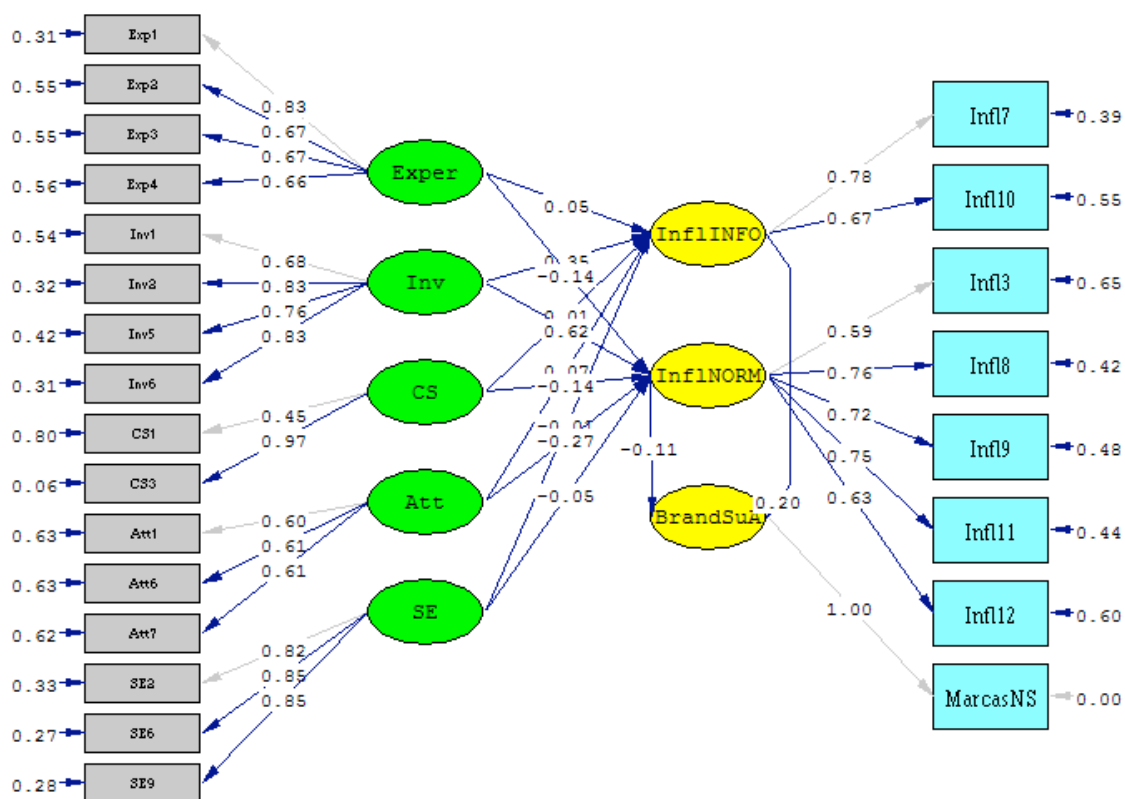 0.31 Exp1
0.55 Exp2
0.55 Exp3
0.56 Exp4
0.54 Inv1
0.32 Inv2
0.42 Inv5
0.31 Inv6
0.80 CS1
0.06 CS3
0.63 Att1
0.63 Att6
0.62 Att7
0.33 SE2
0.27 SE6
0.28 SE9
0.83
0.67
0.67
0.66
0.68
0.83
0.76
0.83
0.45
0.97
0.60
0.61
0.61
0.82
0.85
0.85
Exper
Inv
CS
Att
SE
0.05
0.35
-0.14
0.01
0.62
0.07
-0.14
-0.27
-0.05
InflINFO
InflNORM
-0.11
BrandSuA
0.20
0.78
0.67
0.59
0.76
0.72
0.75
0.63
1.00
Infl7 0.39
Infl10 0.55
Infl3 0.65
Infl8 0.42
Infl9 0.48
Infl11 0.44
Infl12 0.60
MarcasNS 0.00